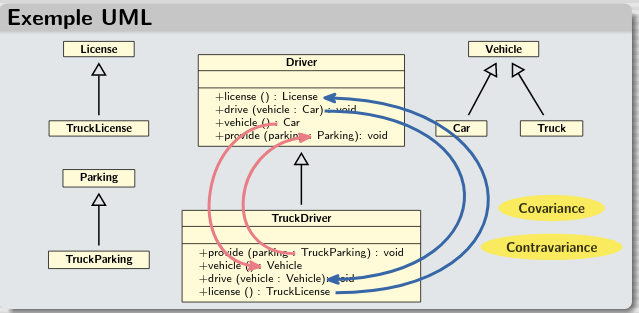 Exemple UML
License
TruckLicense
Parking
TruckParking
Driver
+license () : License
+drive (vehicle : Car) : void
+vehicle () : Car
+provide (parking : Parking): void
TruckDriver
+provide (parking : TruckParking) : void
+vehicle () : Vehicle
+drive (vehicle : Vehicle) : void
+license () : TruckLicense
Vehicle
Car
Truck
Covariance
Contravariance